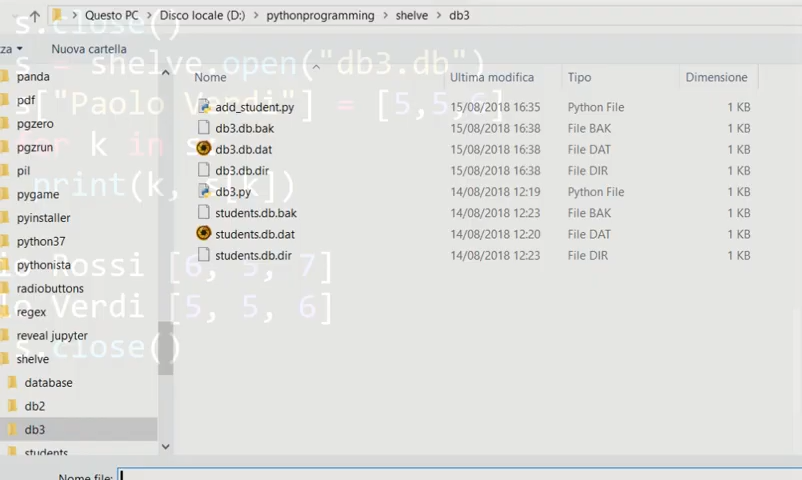 Questo PC > Disco locale (D:) > pythonprogramming > shelve > db3
s.close()
za Nuova cartella
s = shelve.open("db3.db")
s["Paolo Verdi"] = [5,5,6]
for k in s:
print(k, s[k])
io Rossi [6, 5, 7]
lo Verdi [5, 5, 6]
s.close()
panda
pdf
pgzero
pgzrun
pil
pygame
pyinstaller
python37
pythonista
radiobuttons
regex
reveal jupyter
shelve
database
db2
db3
students
Nome Ultima modifica Tipo Dimensione
add_student.py 15/08/2018 16:35 Python File 1 KB
db3.db.bak 15/08/2018 16:38 File BAK 1 KB
db3.db.dat 15/08/2018 16:38 File DAT 1 KB
db3.db.dir 15/08/2018 16:38 File DIR 1 KB
db3.py 14/08/2018 12:19 Python File 1 KB
students.db.bak 14/08/2018 12:23 File BAK 1 KB
students.db.dat 14/08/2018 12:20 File DAT 1 KB
students.db.dir 14/08/2018 12:23 File DIR 1 KB
Nome file: